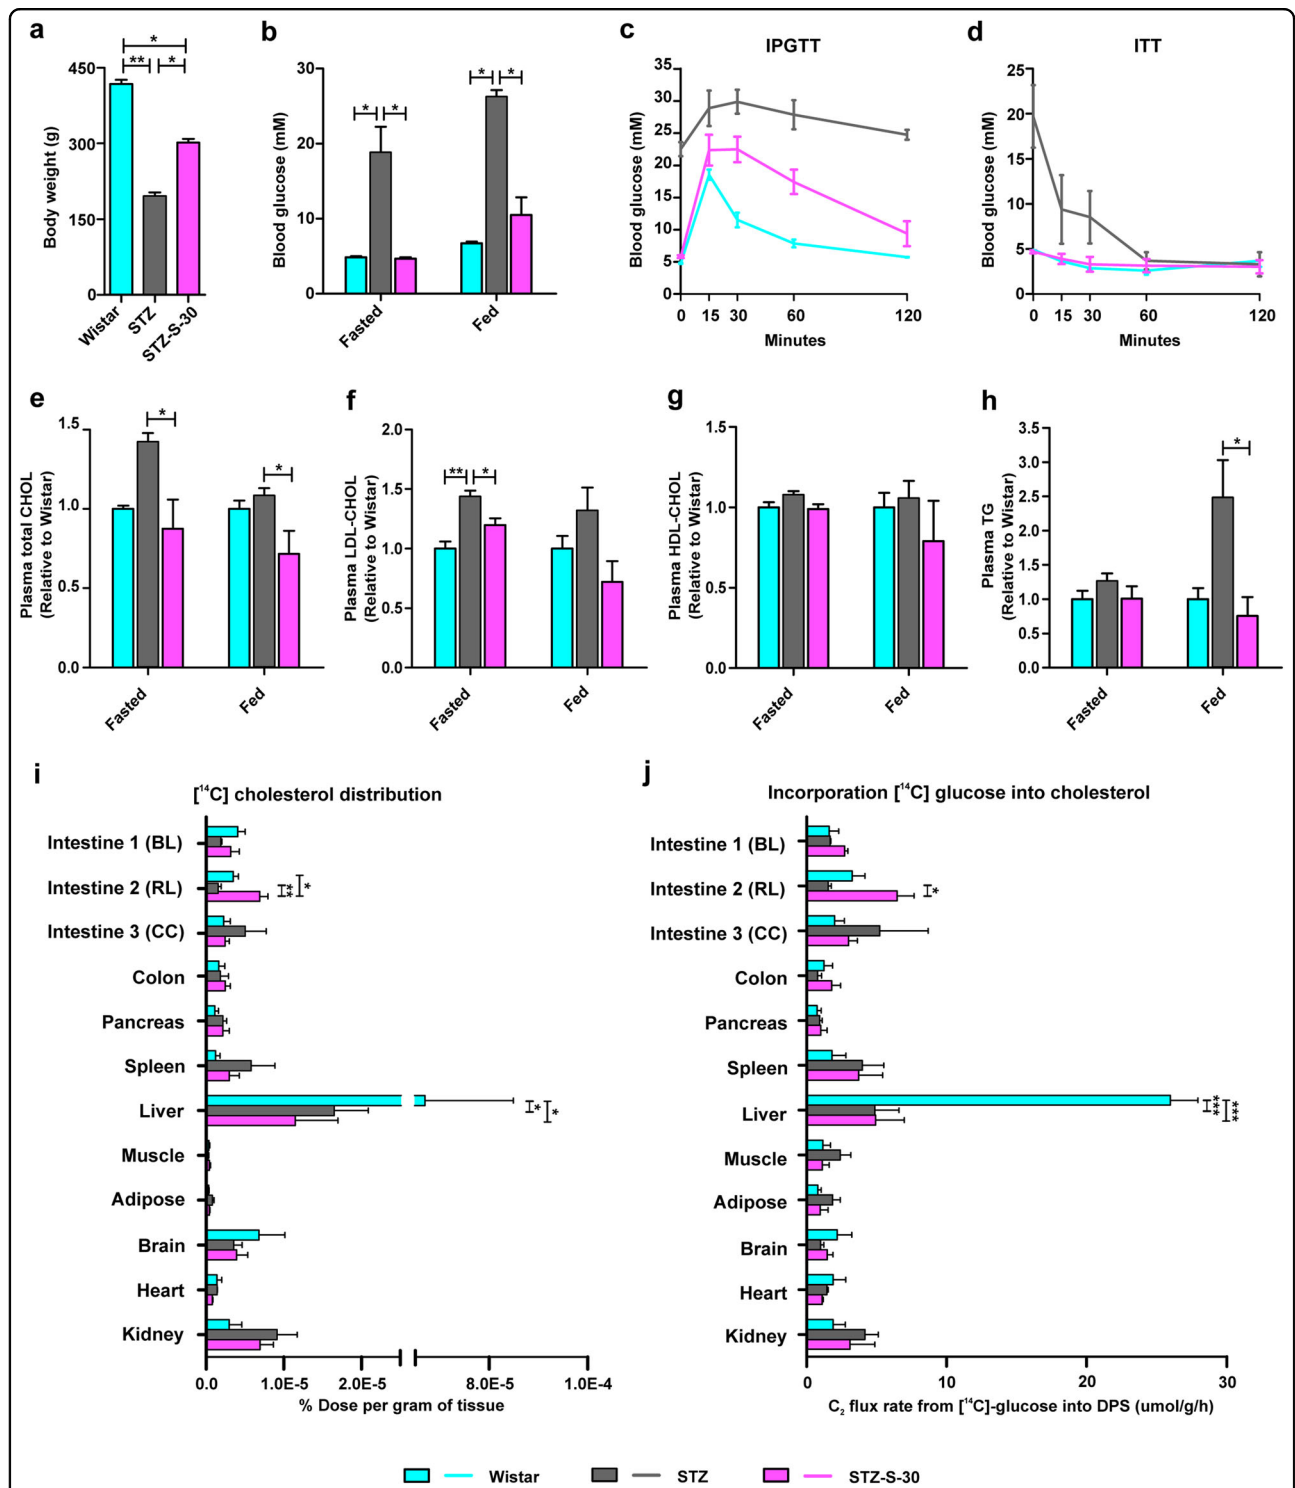 a
Body weight (g)
450
300
150
0
*
**
*
Wistar
STZ
STZ-S-30
b
Blood glucose (mM)
30
20
10
0
*
*
*
*
Fasted
Fed
c
IPGTT
Blood glucose (mM)
35
30
25
20
15
10
5
0
0
15
30
60
120
Minutes
d
ITT
Blood glucose (mM)
25
20
15
10
5
0
0
15
30
60
120
Minutes
e
Plasma total CHOL
(Relative to Wistar)
1.5
1.0
0.5
0.0
*
*
Fasted
Fed
f
Plasma LDL-CHOL
(Relative to Wistar)
2.0
1.5
1.0
0.5
0.0
**
*
Fasted
Fed
g
Plasma HDL-CHOL
(Relative to Wistar)
1.5
1.0
0.5
0.0
Fasted
Fed
h
Plasma TG
(Relative to Wistar)
3.5
3.0
2.5
2.0
1.5
1.0
0.5
0.0
*
Fasted
Fed
i
[¹⁴C] cholesterol distribution
Intestine 1 (BL)
Intestine 2 (RL)
**
*
Intestine 3 (CC)
Colon
Pancreas
Spleen
Liver
*
*
Muscle
Adipose
Brain
Heart
Kidney
0.0
1.0E-5
2.0E-5
8.0E-5
1.0E-4
% Dose per gram of tissue
j
Incorporation [¹⁴C] glucose into cholesterol
Intestine 1 (BL)
Intestine 2 (RL)
*
Intestine 3 (CC)
Colon
Pancreas
Spleen
Liver
***
***
Muscle
Adipose
Brain
Heart
Kidney
0
10
20
30
C₂ flux rate from [¹⁴C]-glucose into DPS (umol/g/h)
Wistar
STZ
STZ-S-30